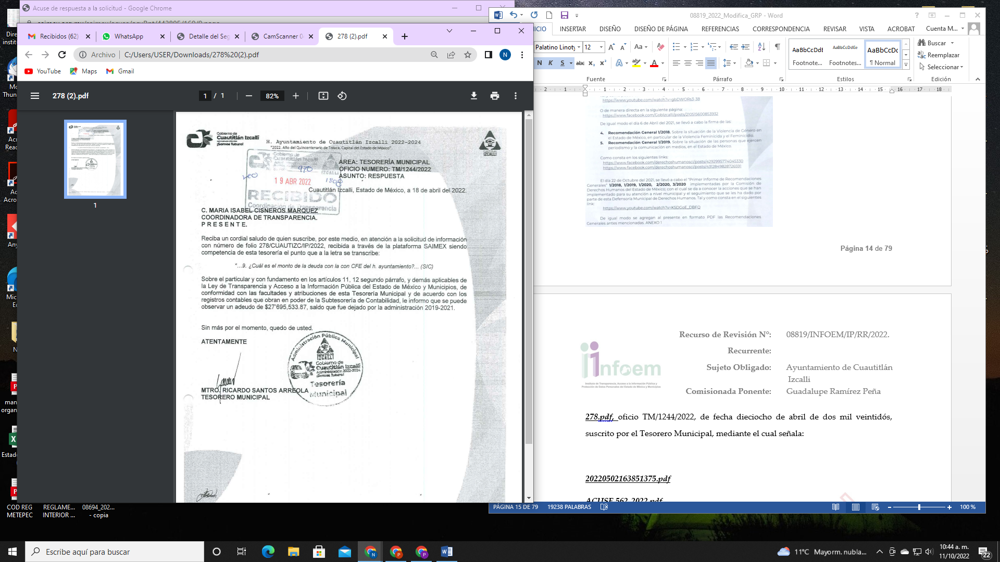 Acuse de respuesta a la solicitud - Google Chrome
Recibidos (62)
WhatsApp
Detalle del Seg
CamScanner 0
278 (2).pdf
Archivo
C:/Users/USER/Downloads/278%20(2).pdf
N
YouTube
Maps
Gmail
278 (2).pdf
1 / 1
82%
1
Gobierno de
Cuautitlán Izcalli
¡Somos futuro!
H. Ayuntamiento de Cuautitlán Izcalli 2022-2024
"2022. Año del Quincentenario de Toluca, Capital del Estado de México".
IZCALLI
AREA: TESORERÍA MUNICIPAL
OFICIO NUMERO: TM/1244/2022
ASUNTO: RESPUESTA
19 ABR 2022
RECIBIDO
Coordinación de Transparencia
Cuautitlán Izcalli, Estado de México, a 18 de abril del 2022.
C. MARIA ISABEL CISNEROS MARQUEZ
COORDINADORA DE TRANSPARENCIA.
P R E S E N T E.
Reciba un cordial saludo de quien suscribe, por este medio, en atención a la solicitud de información
con número de folio 278/CUAUTIZC/IP/2022, recibida a través de la plataforma SAIMEX siendo
competencia de esta tesorería el punto que a la letra se transcribe:
"...9. ¿Cuál es el monto de la deuda con la con CFE del h. ayuntamiento?... (SIC)
Sobre el particular y con fundamento en los artículos 11, 12 segundo párrafo, y demás aplicables de
la Ley de Transparencia y Acceso a la Información Pública del Estado de México y Municipios, de
conformidad con las facultades y atribuciones de esta Tesorería Municipal y de acuerdo con los
registros contables que obran en poder de la Subtesorería de Contabilidad, le informo que se puede
observar un adeudo de $27'695,533.87, saldo que fue dejado por la administración 2019-2021.
Sin más por el momento, quedo de usted.
ATENTAMENTE
Administración Pública Municipal
IZCALLI
Gobierno de
Cuautitlán Izcalli
Administración 2022-2024
¡Somos futuro!
Tesorería
Municipal
MTRO. RICARDO SANTOS ARREOLA
TESORERO MUNICIPAL
08819_2022_Modifica_GRP - Word
INSERTAR
DISEÑO
DISEÑO DE PÁGINA
REFERENCIAS
CORRESPONDENCIA
REVISAR
VISTA
ACROBAT
Cuenta M...
Palatino Linoty
12
Fuente
Párrafo
AaBbCcDdI
AaBbCcDdEe
AaBbCcDc
Footnote...
Footnotes...
¶ Normal
Estilos
Buscar
Reemplazar
Seleccionar
Edición
https://www.youtube.com/watch?v=gbDWORs3-38
O de manera directa en la siguiente página:
https://www.facebook.com/GobIzcalli/posts/210515600853932
De igual modo el día 6 de Abril del 2021, se llevó a cabo la firma de las:
4. Recomendación General 1/2018. Sobre la situación de la Violencia de Género en
el Estado de México, en particular de la Violencia Feminicida y el Feminicidio.
5. Recomendación General 1/2019. Sobre la situación de las personas que ejercen
periodismo y la comunicación en medios, en el Estado de México.
Como consta en los siguientes links:
https://www.facebook.com/derechoshumanosci/posts/4292995774045330
https://www.facebook.com/derechoshumanosci/posts/4312849828726591
El día 22 de Octubre del 2021, se llevó a cabo el "Primer Informe de Recomendaciones
Generales" 1/2018, 1/2019, 1/2020, 2/2020, 3/2020 implementadas por la Comisión de
Derechos Humanos del Estado de México, con el cual se da a conocer la acciones que se han
implementado para su atención a nivel municipal y el seguimiento que se les ha dado por
parte de esta Defensoría Municipal de Derechos Humanos. Tal y como consta en el siguientes
link:
https://www.youtube.com/watch?v=K5DGoE_DBFQ
De igual modo se agregan al presente en formato PDF las Recomendaciones
Generales antes mencionadas. ANEXO 1
Página 14 de 79
infoem
Instituto de Transparencia, Acceso a la Información Pública y
Protección de Datos Personales del Estado de México y Municipios
Recurso de Revisión N°: 08819/INFOEM/IP/RR/2022.
Recurrente:
Sujeto Obligado: Ayuntamiento de Cuautitlán
Izcalli
Comisionada Ponente: Guadalupe Ramírez Peña
278.pdf, oficio TM/1244/2022, de fecha dieciocho de abril de dos mil veintidós,
suscrito por el Tesorero Municipal, mediante el cual señala:
20220502163851375.pdf
ACUSE 562-2022.pdf
PÁGINA 15 DE 79
19238 PALABRAS
100 %
COD REG
METEPEC
REGLAME...
INTERIOR ...
08694_202...
- copia
Escribe aquí para buscar
11°C Mayorm. nubla...
10:44 a. m.
11/10/2022
22